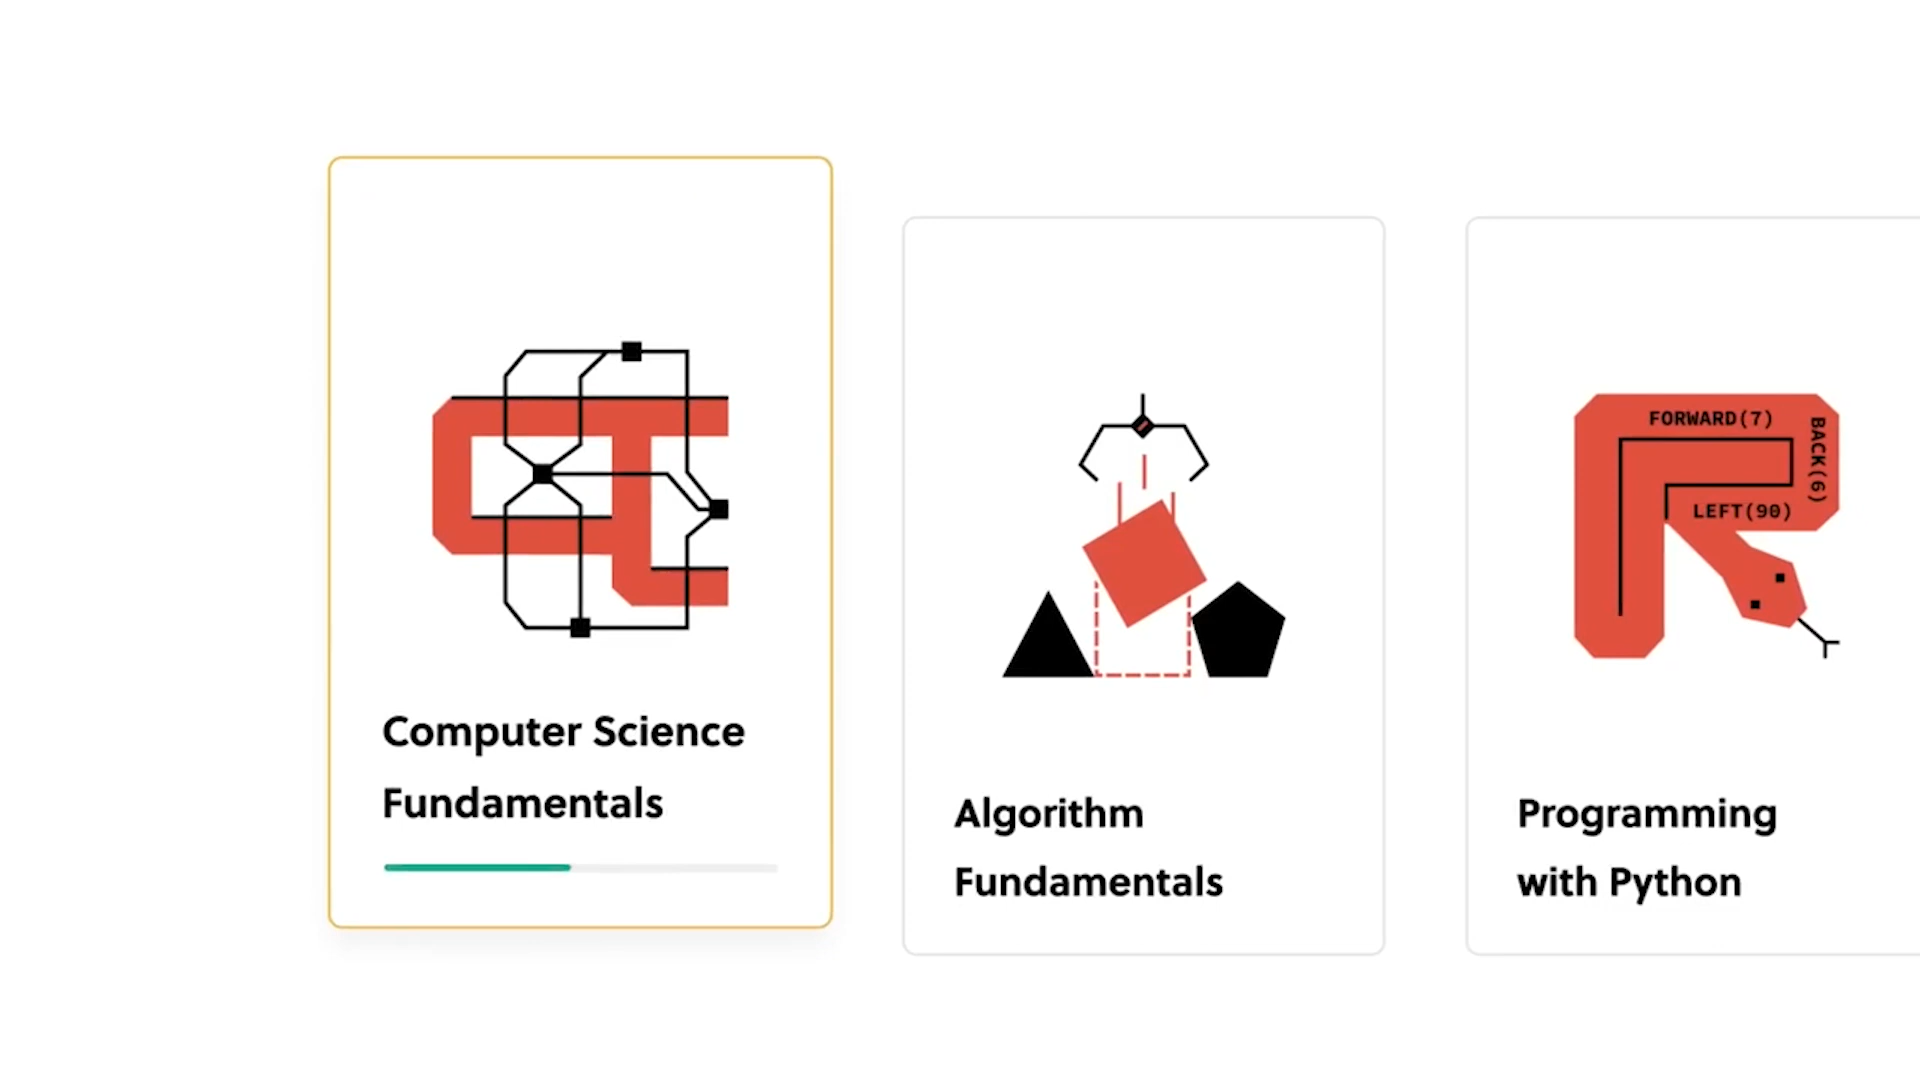 Computer Science
Fundamentals
Algorithm
Fundamentals
FORWARD(7)
BACK(6)
LEFT(90)
Programming
with Python